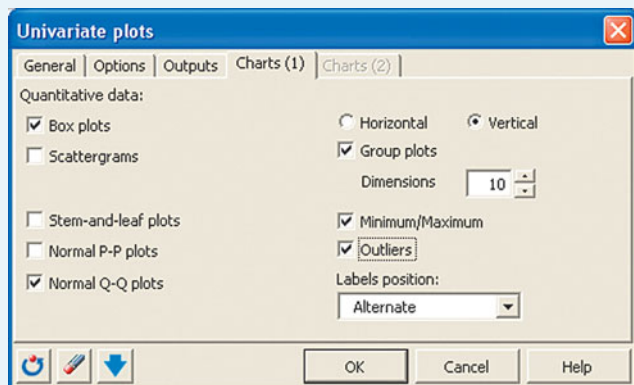 Univariate plots
General Options Outputs Charts (1) Charts (2)
Quantitative data:
Box plots
Horizontal Vertical
Scattergrams
Group plots
Dimensions 10
Stem-and-leaf plots
Minimum/Maximum
Normal P-P plots
Outliers
Normal Q-Q plots
Labels position:
Alternate
OK Cancel Help